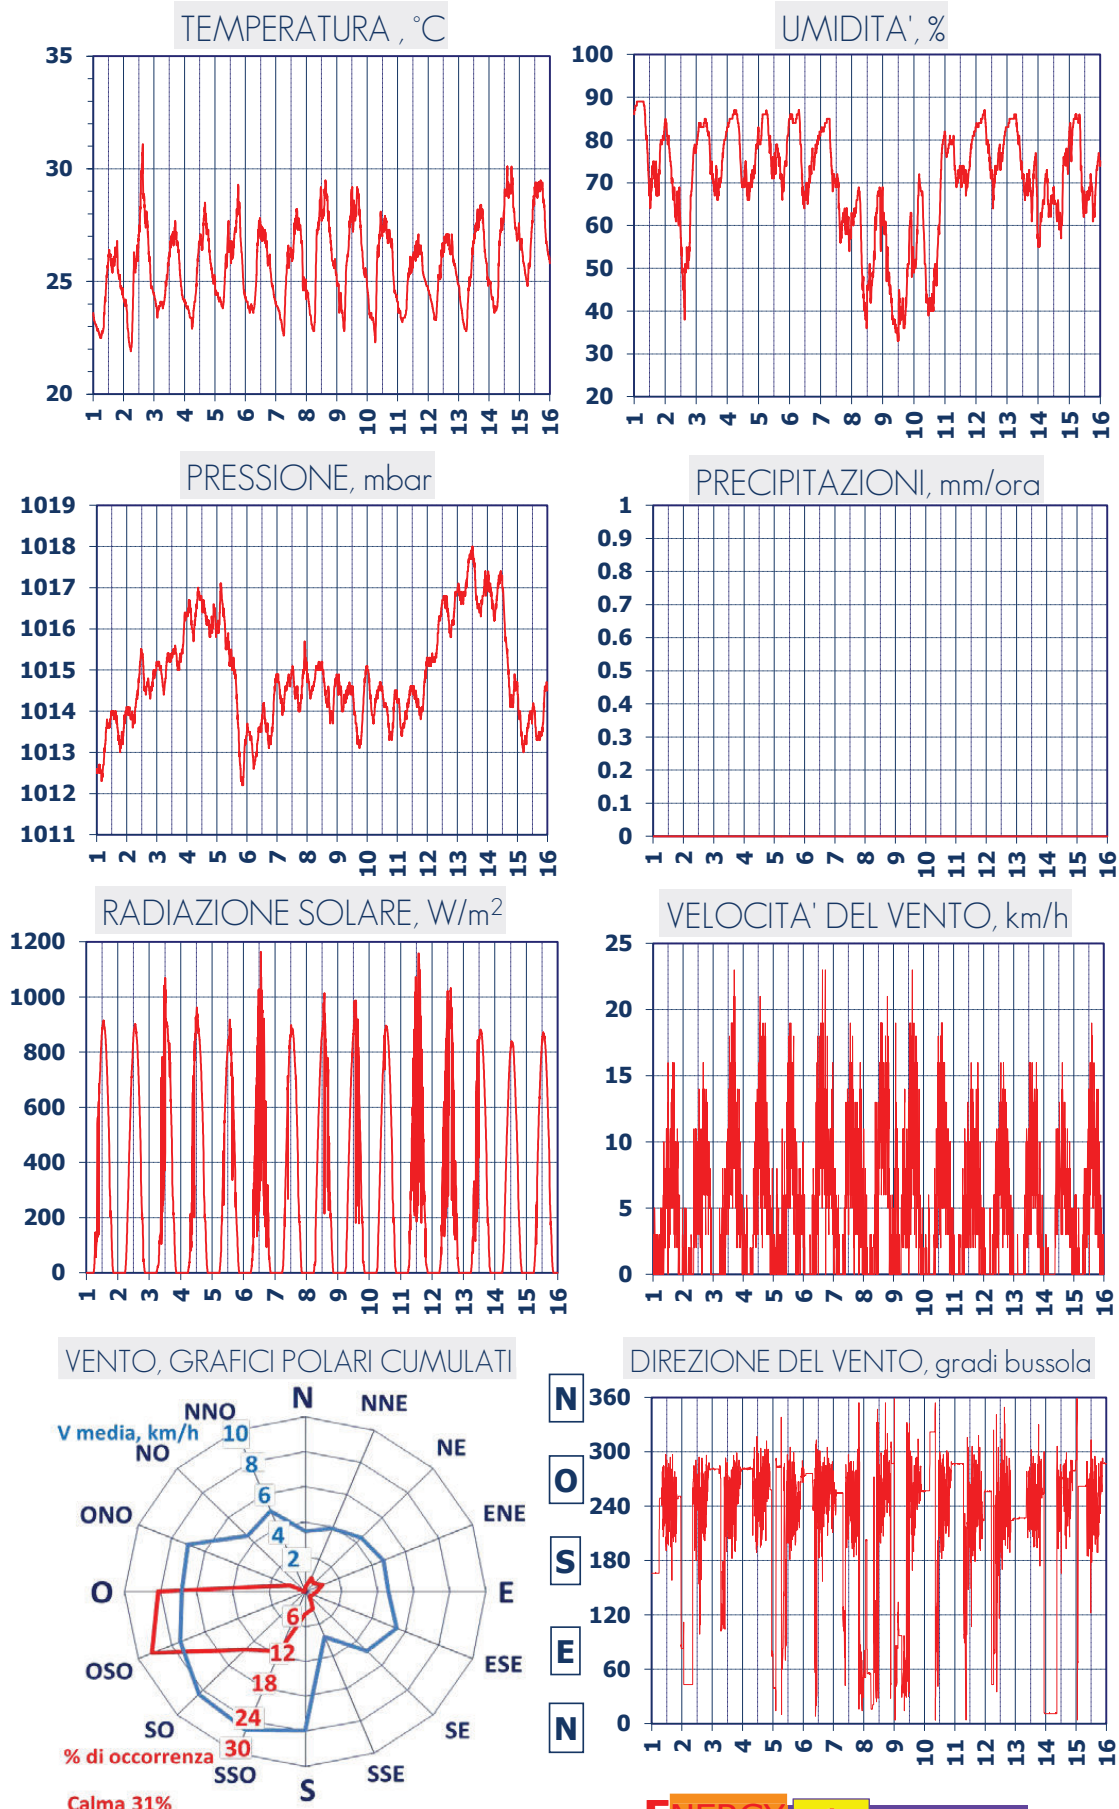 TEMPERATURA , °C
UMIDITA', %
35
30
25
20
1 2 3 4 5 6 7 8 9 10 11 12 13 14 15 16
100
90
80
70
60
50
40
30
20
1 2 3 4 5 6 7 8 9 10 11 12 13 14 15 16
PRESSIONE, mbar
PRECIPITAZIONI, mm/ora
1019
1018
1017
1016
1015
1014
1013
1012
1011
1 2 3 4 5 6 7 8 9 10 11 12 13 14 15 16
1
0.9
0.8
0.7
0.6
0.5
0.4
0.3
0.2
0.1
0
1 2 3 4 5 6 7 8 9 10 11 12 13 14 15 16
RADIAZIONE SOLARE, W/m²
VELOCITA' DEL VENTO, km/h
1200
1000
800
600
400
200
0
1 2 3 4 5 6 7 8 9 10 11 12 13 14 15 16
25
20
15
10
5
0
1 2 3 4 5 6 7 8 9 10 11 12 13 14 15 16
VENTO, GRAFICI POLARI CUMULATI
N
NNE
NE
ENE
E
ESE
SE
SSE
S
SSO
SO
OSO
O
ONO
NO
NNO
V media, km/h
10
8
6
4
2
6
12
18
24
30
% di occorrenza
Calma 31%
DIREZIONE DEL VENTO, gradi bussola
N
O
S
E
N
360
300
240
180
120
60
0
1 2 3 4 5 6 7 8 9 10 11 12 13 14 15 16
ENERGY